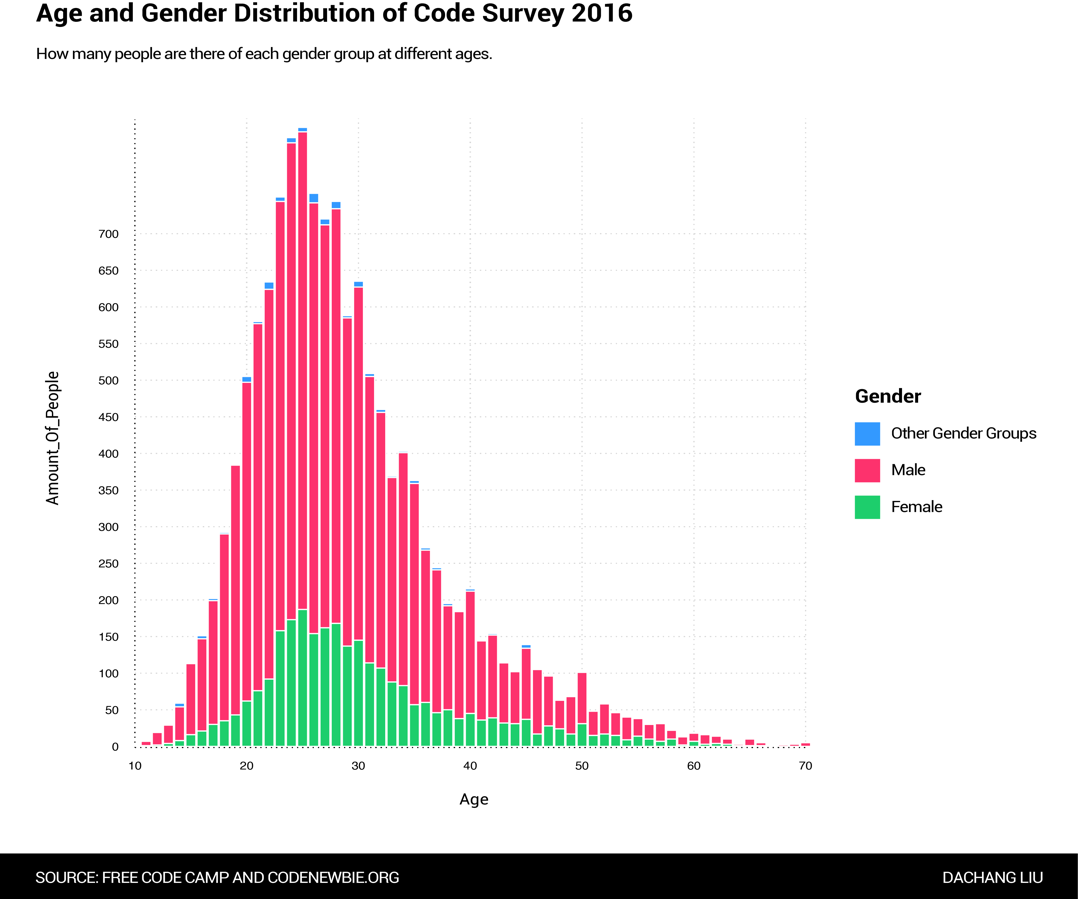 Age and Gender Distribution of Code Survey 2016
How many people are there of each gender group at different ages.
700
650
600
550
500
450
400
350
300
250
200
150
100
50
0
Amount_Of_People
10 20 30 40 50 60 70
Age
Gender
Other Gender Groups
Male
Female
SOURCE: FREE CODE CAMP AND CODENEWBIE.ORG
DACHANG LIU